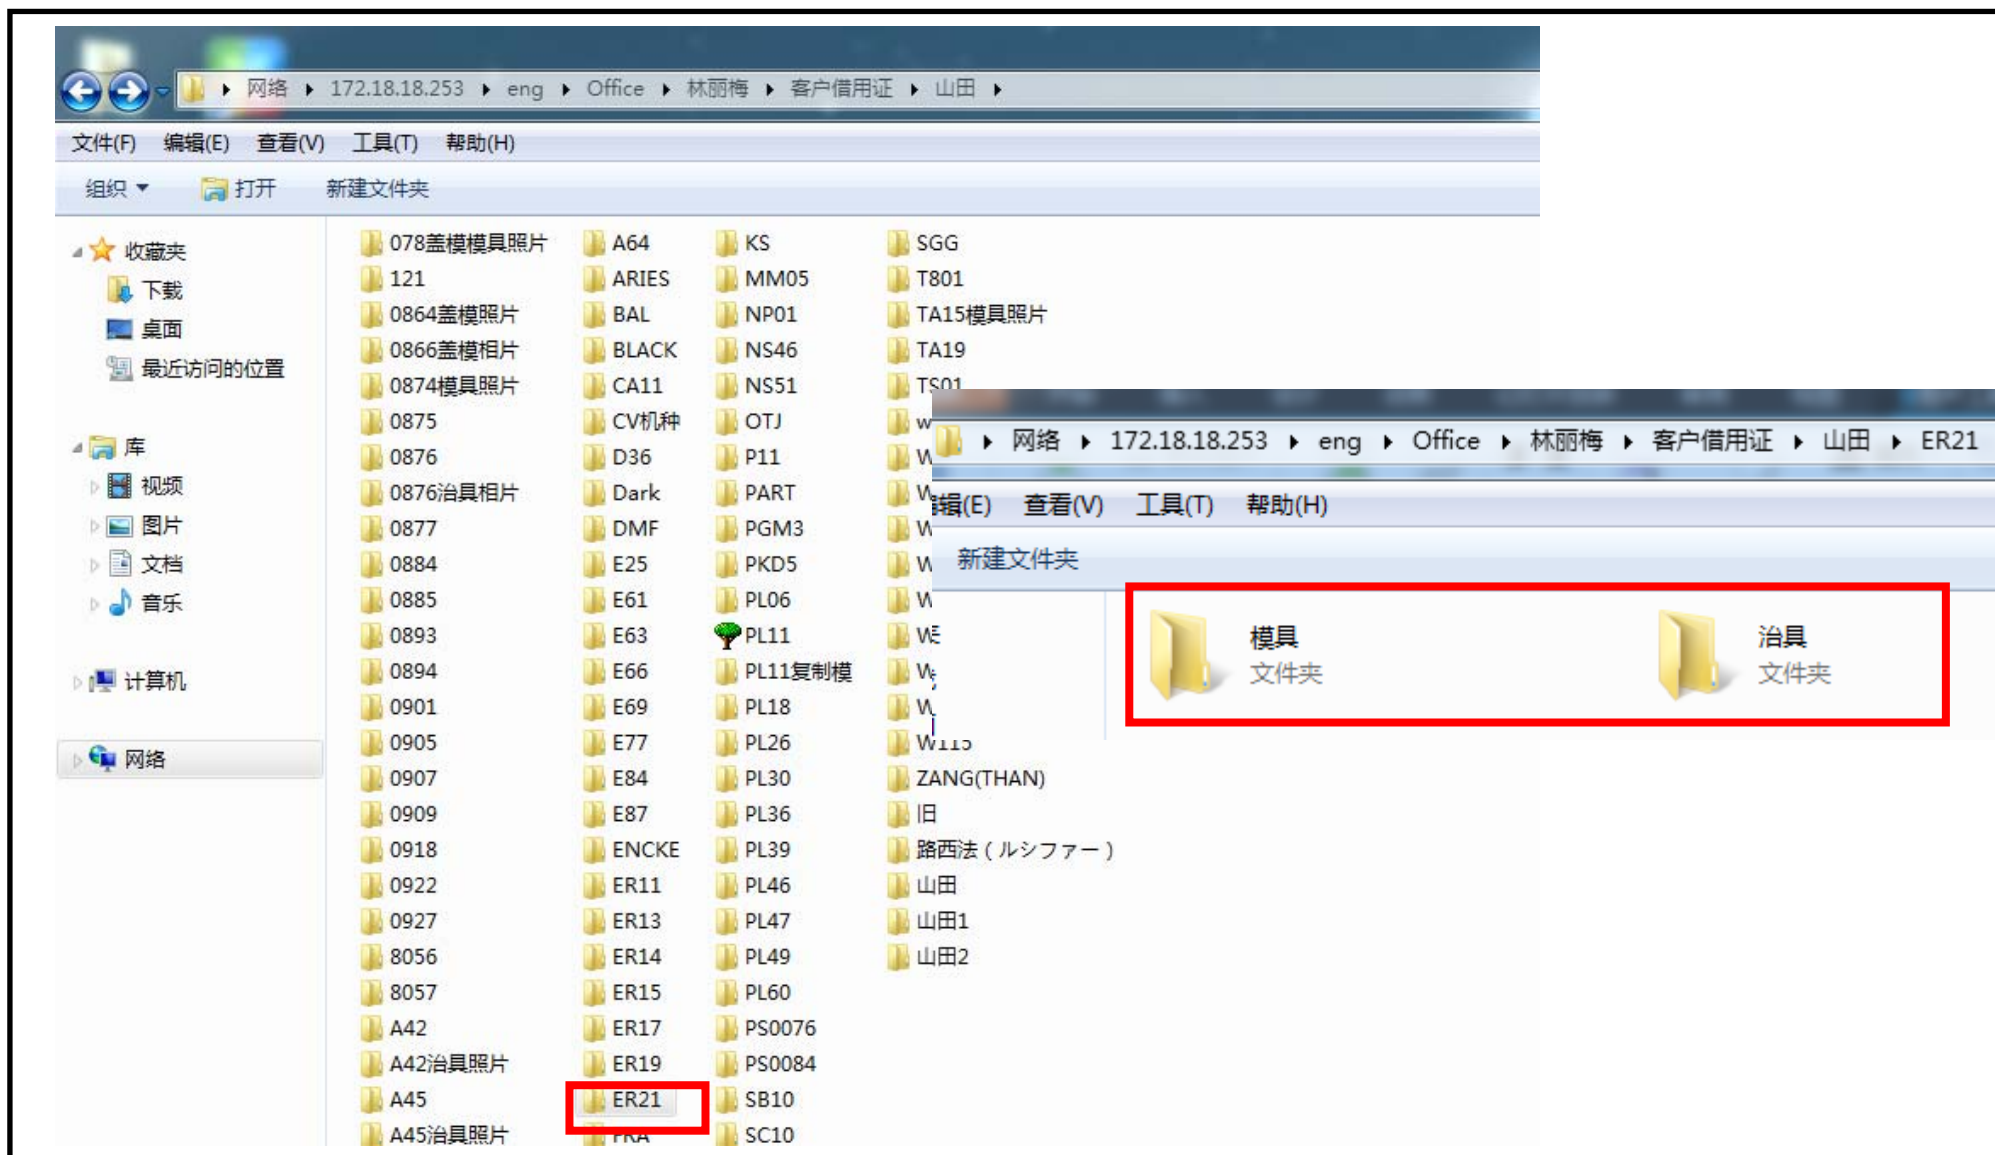 网络 172.18.18.253 eng Office 林丽梅 客户借用证 山田
文件(F) 编辑(E) 查看(V) 工具(T) 帮助(H)
组织 打开 新建文件夹
收藏夹
下载
桌面
最近访问的位置
库
视频
图片
文档
音乐
计算机
网络
078盖模模具照片
121
0864盖模照片
0866盖模相片
0874模具照片
0875
0876
0876治具相片
0877
0884
0885
0893
0894
0901
0905
0907
0909
0918
0922
0927
8056
8057
A42
A42治具照片
A45
A45治具照片
A64
ARIES
BAL
BLACK
CA11
CV机种
D36
Dark
DMF
E25
E61
E63
E66
E69
E77
E84
E87
ENCKE
ER11
ER13
ER14
ER15
ER17
ER19
ER21
KS
MM05
NP01
NS46
NS51
OTJ
P11
PART
PGM3
PKD5
PL06
PL11
PL11复制模
PL18
PL26
PL30
PL36
PL39
PL46
PL47
PL49
PL60
PS0076
PS0084
SB10
SC10
SGG
T801
TA15模具照片
TA19
TS01
W115
ZANG(THAN)
旧
路西法（ルシファー）
山田
山田1
山田2
网络 172.18.18.253 eng Office 林丽梅 客户借用证 山田 ER21
辑(E) 查看(V) 工具(T) 帮助(H)
新建文件夹
模具
文件夹
治具
文件夹